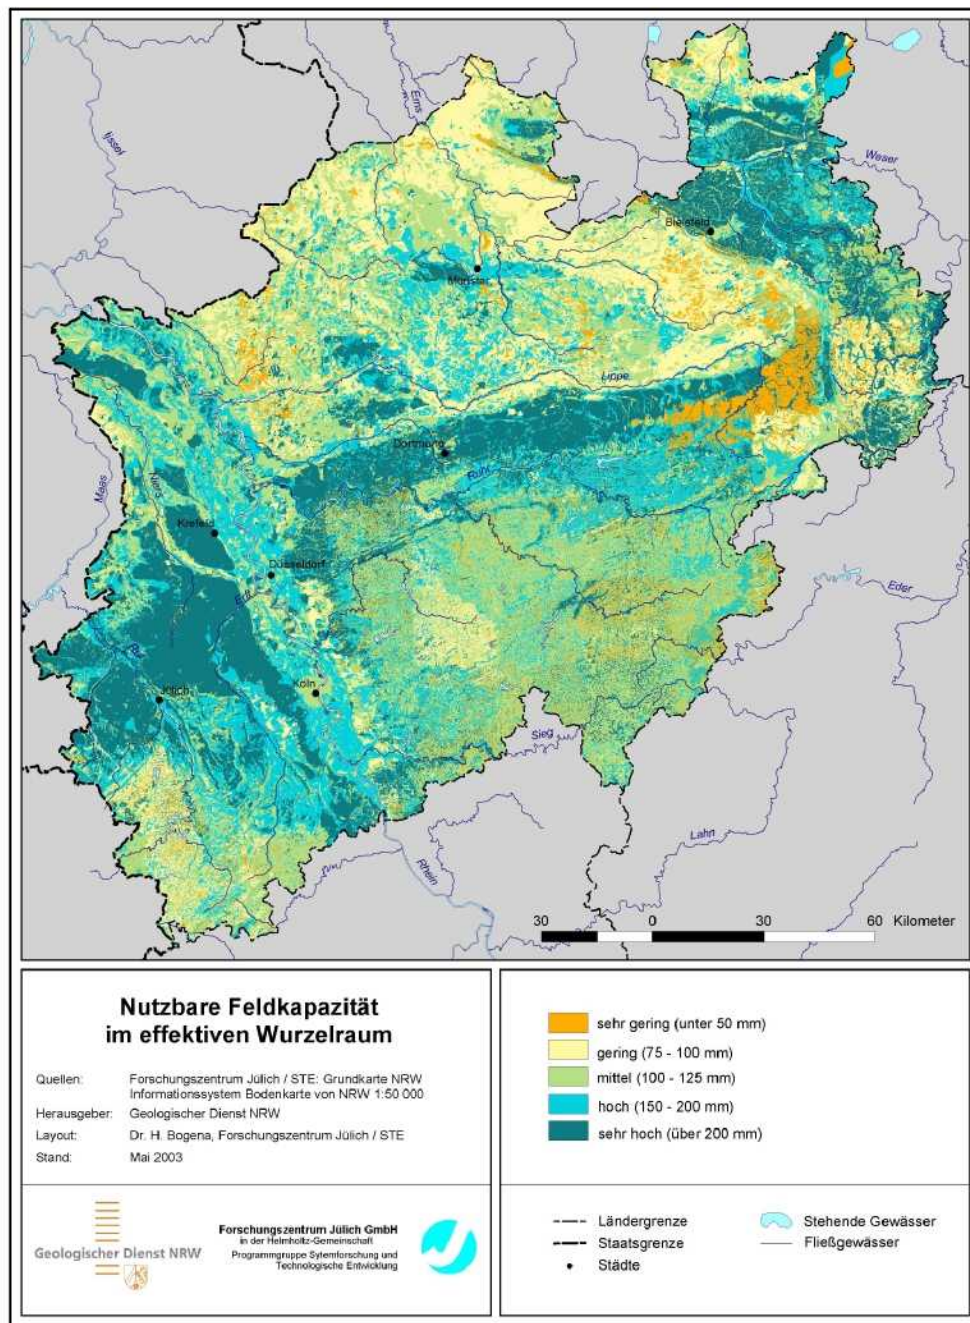 Ijssel
Ems
Weser
Bielefeld
Münster
Lippe
Dortmund
Ruhr
Maas
Niers
Krefeld
Düsseldorf
Erft
Eder
Rur
Jülich
Köln
Sieg
Lahn
Rhein
30 0 30 60 Kilometer
Nutzbare Feldkapazität
im effektiven Wurzelraum
Quellen: Forschungszentrum Jülich / STE: Grundkarte NRW
Informationssystem Bodenkarte von NRW 1:50 000
Herausgeber: Geologischer Dienst NRW
Layout: Dr. H. Bogena, Forschungszentrum Jülich / STE
Stand: Mai 2003
Geologischer Dienst NRW
Forschungszentrum Jülich GmbH
in der Helmholtz-Gemeinschaft
Programmgruppe Sytemforschung und
Technologische Entwicklung
sehr gering (unter 50 mm)
gering (75 - 100 mm)
mittel (100 - 125 mm)
hoch (150 - 200 mm)
sehr hoch (über 200 mm)
Ländergrenze
Staatsgrenze
Städte
Stehende Gewässer
Fließgewässer